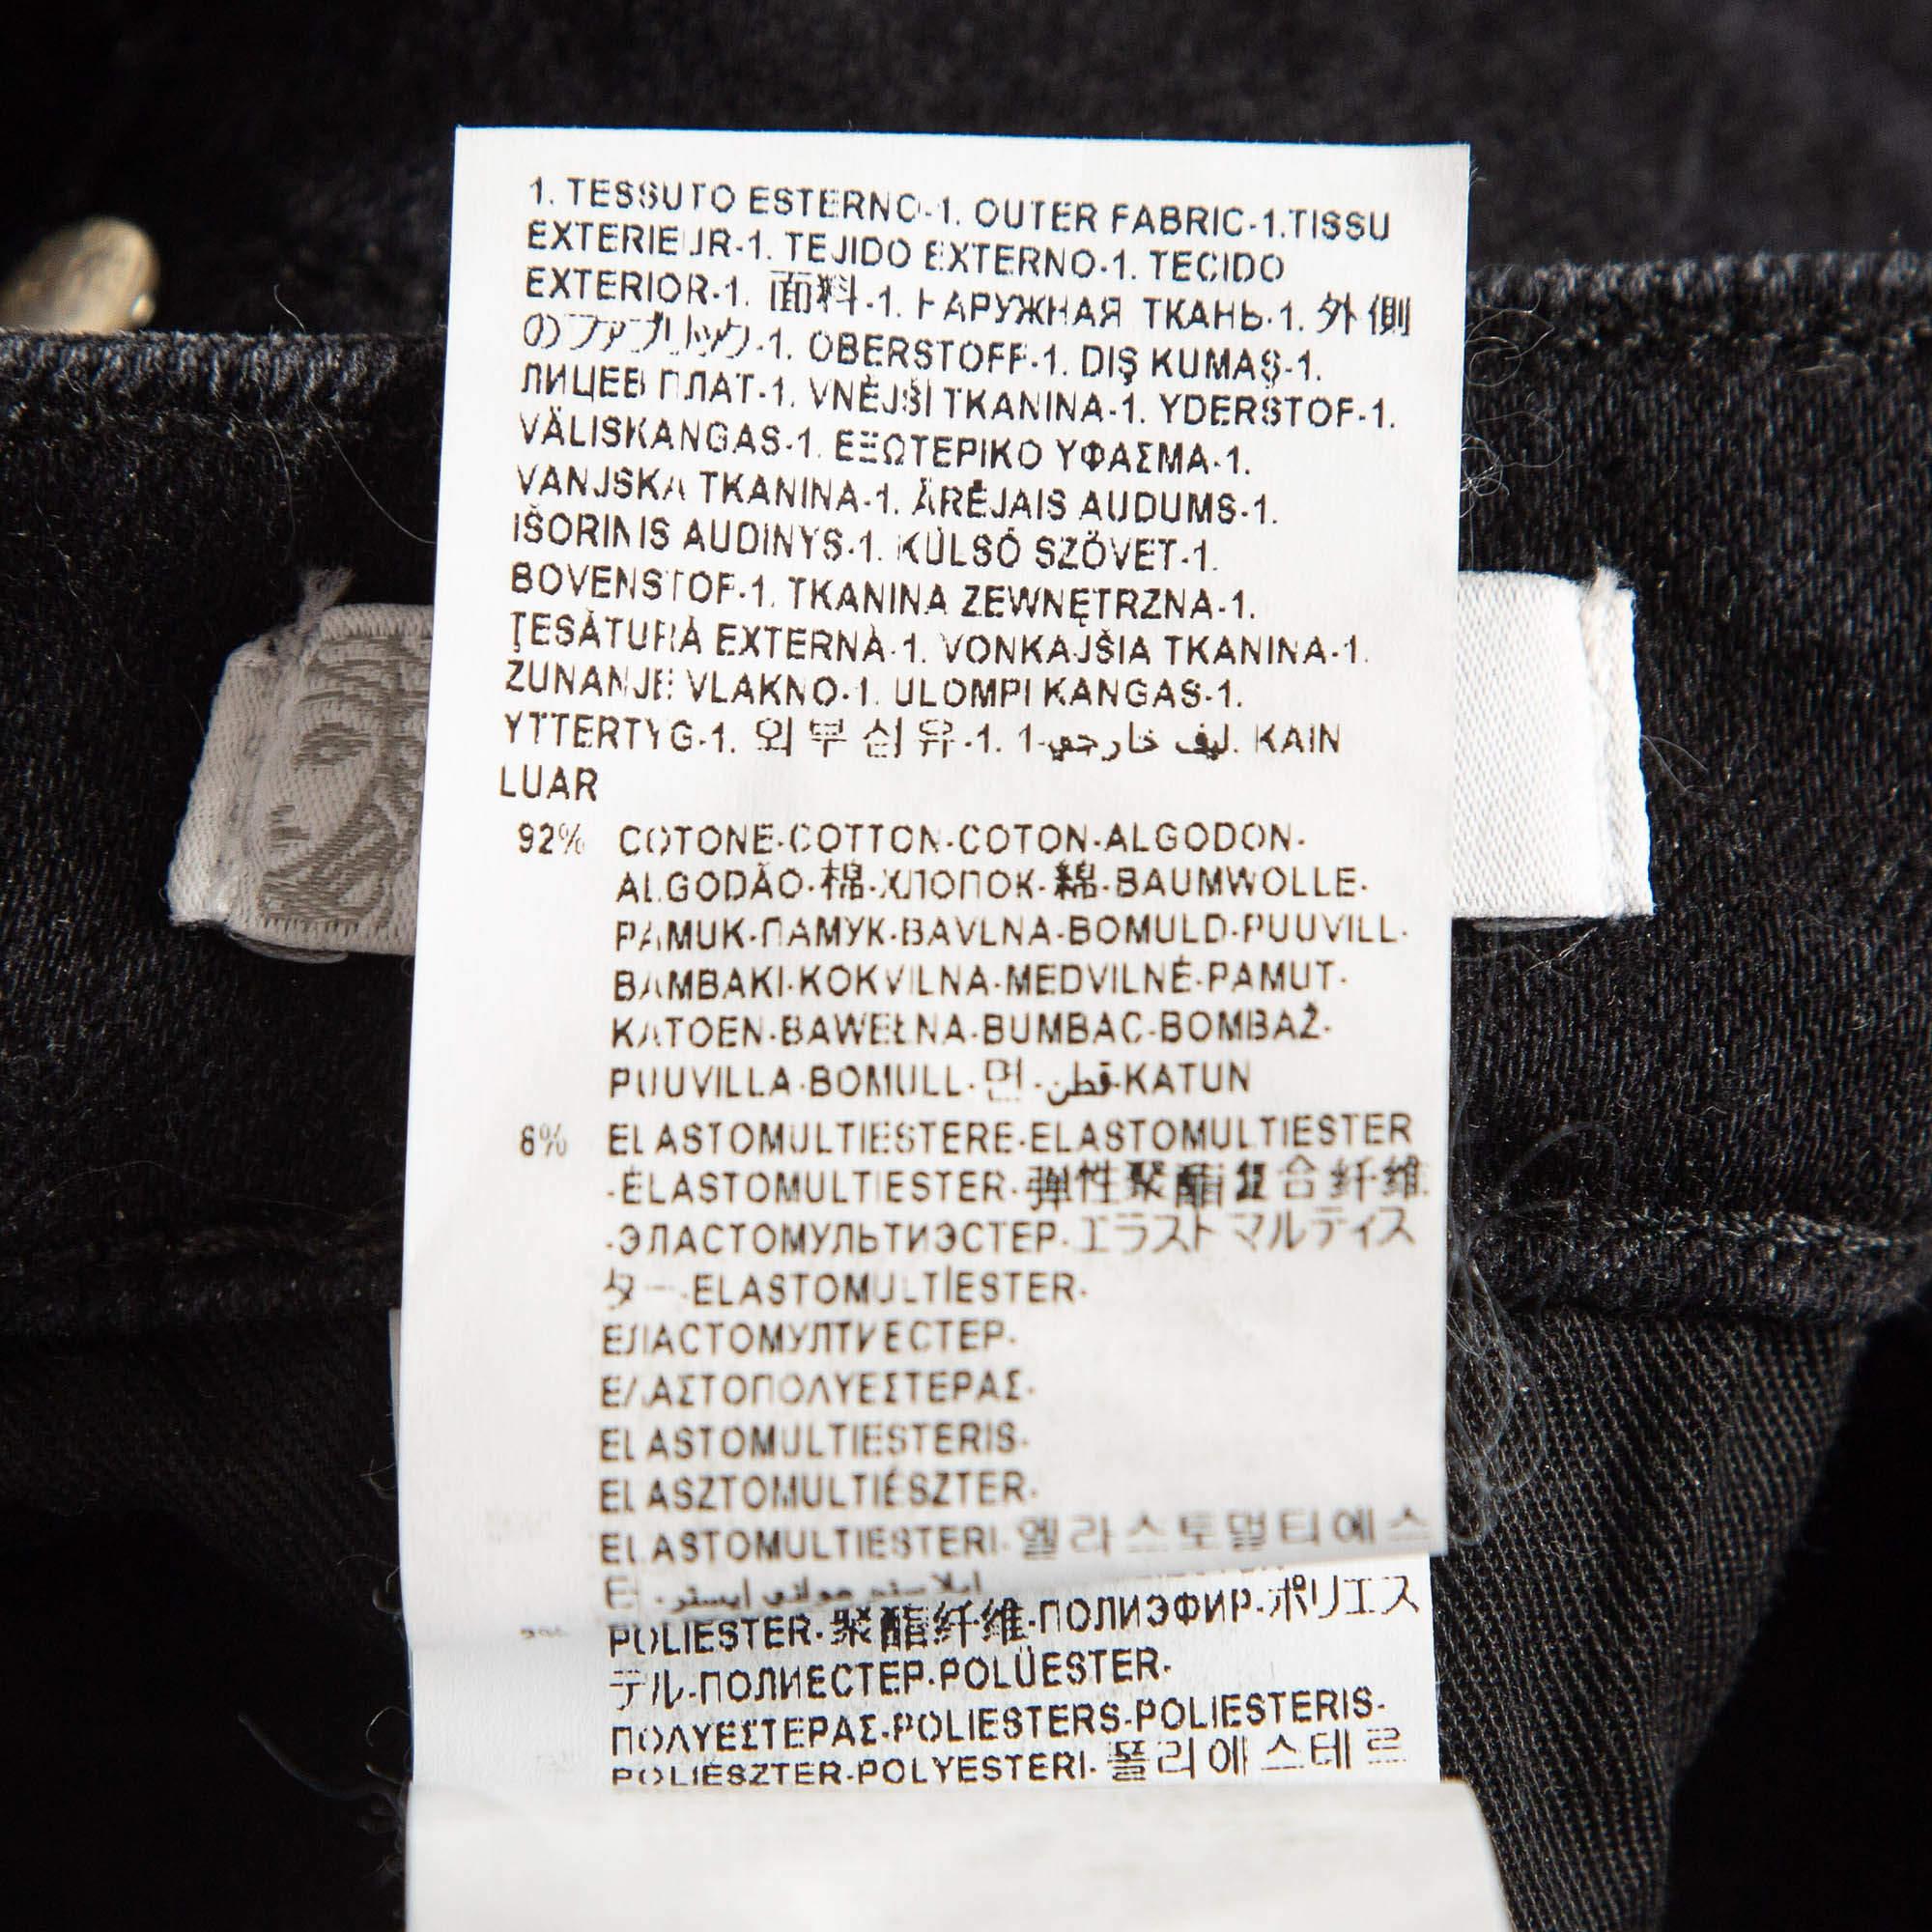 1. TESSUTO ESTERNO-1. OUTER FABRIC-1.TISSU
EXTERIEUR-1. TEJIDO EXTERNO-1. TECIDO
EXTERIOR-1. 面料-1. НАРУЖНАЯ ТКАНЬ-1. 外側
のファブリック-1. OBERSTOFF-1. DIŞ KUMAŞ-1.
ЛИЦЕВ ПЛАТ-1. VNĚJŠÍ TKANINA-1. YDERSTOF-1.
VÄLISKANGAS-1. ΕΞΩΤΕΡΙΚΟ ΥΦΑΣΜΑ-1.
VANJSKA TKANINA-1. ĀRĒJAIS AUDUMS-1.
IŠORINIS AUDINYS-1. KÜLSŐ SZÖVET-1.
BOVENSTOF-1. TKANINA ZEWNĘTRZNA-1.
ȚESĂTURĂ EXTERNĂ-1. VONKAJŠIA TKANINA-1.
ZUNANJE VLAKNO-1. ULOMPI KANGAS-1.
YTTERTYG-1. 외부섬유-1. 1-ليف خارجي. KAIN
LUAR
92% COTONE-COTTON-COTON-ALGODON-
ALGODÃO-棉-ХЛОПОК-綿-BAUMWOLLE-
PAMUK-ПАМУК-BAVLNA-BOMULD-PUUVILL-
BAMBAKI-KOKVILNA-MEDVILNĖ-PAMUT-
KATOEN-BAWEŁNA-BUMBAC-BOMBAŽ-
PUUVILLA-BOMULL-면-قطن-KATUN
6% ELASTOMULTIESTERE-ELASTOMULTIESTER
-ÉLASTOMULTIESTER-弹性聚酯复合纤维
-ЭЛАСТОМУЛЬТИЭСТЕР-エラストマルティス
ター-ELASTOMULTİESTER-
ЕЛАСТОМУЛТИЕСТЕР-
ΕΛΑΣΤΟΠΟΛΥΕΣΤΕΡΑΣ-
ELASTOMULTIESTERIS-
ELASZTOMULTIÉSZTER-
ELASTOMULTIESTERI-엘라스토멀티에스
POLIESTER-聚酯纤维-ПОЛИЭФИР-ポリエス
テル-ПОЛИЕСТЕР-POLÜESTER-
ΠΟΛΥΕΣΤΕΡΑΣ-POLIESTERS-POLIESTERIS-
POLIÉSZTER-POLYESTERI-폴리에스테르